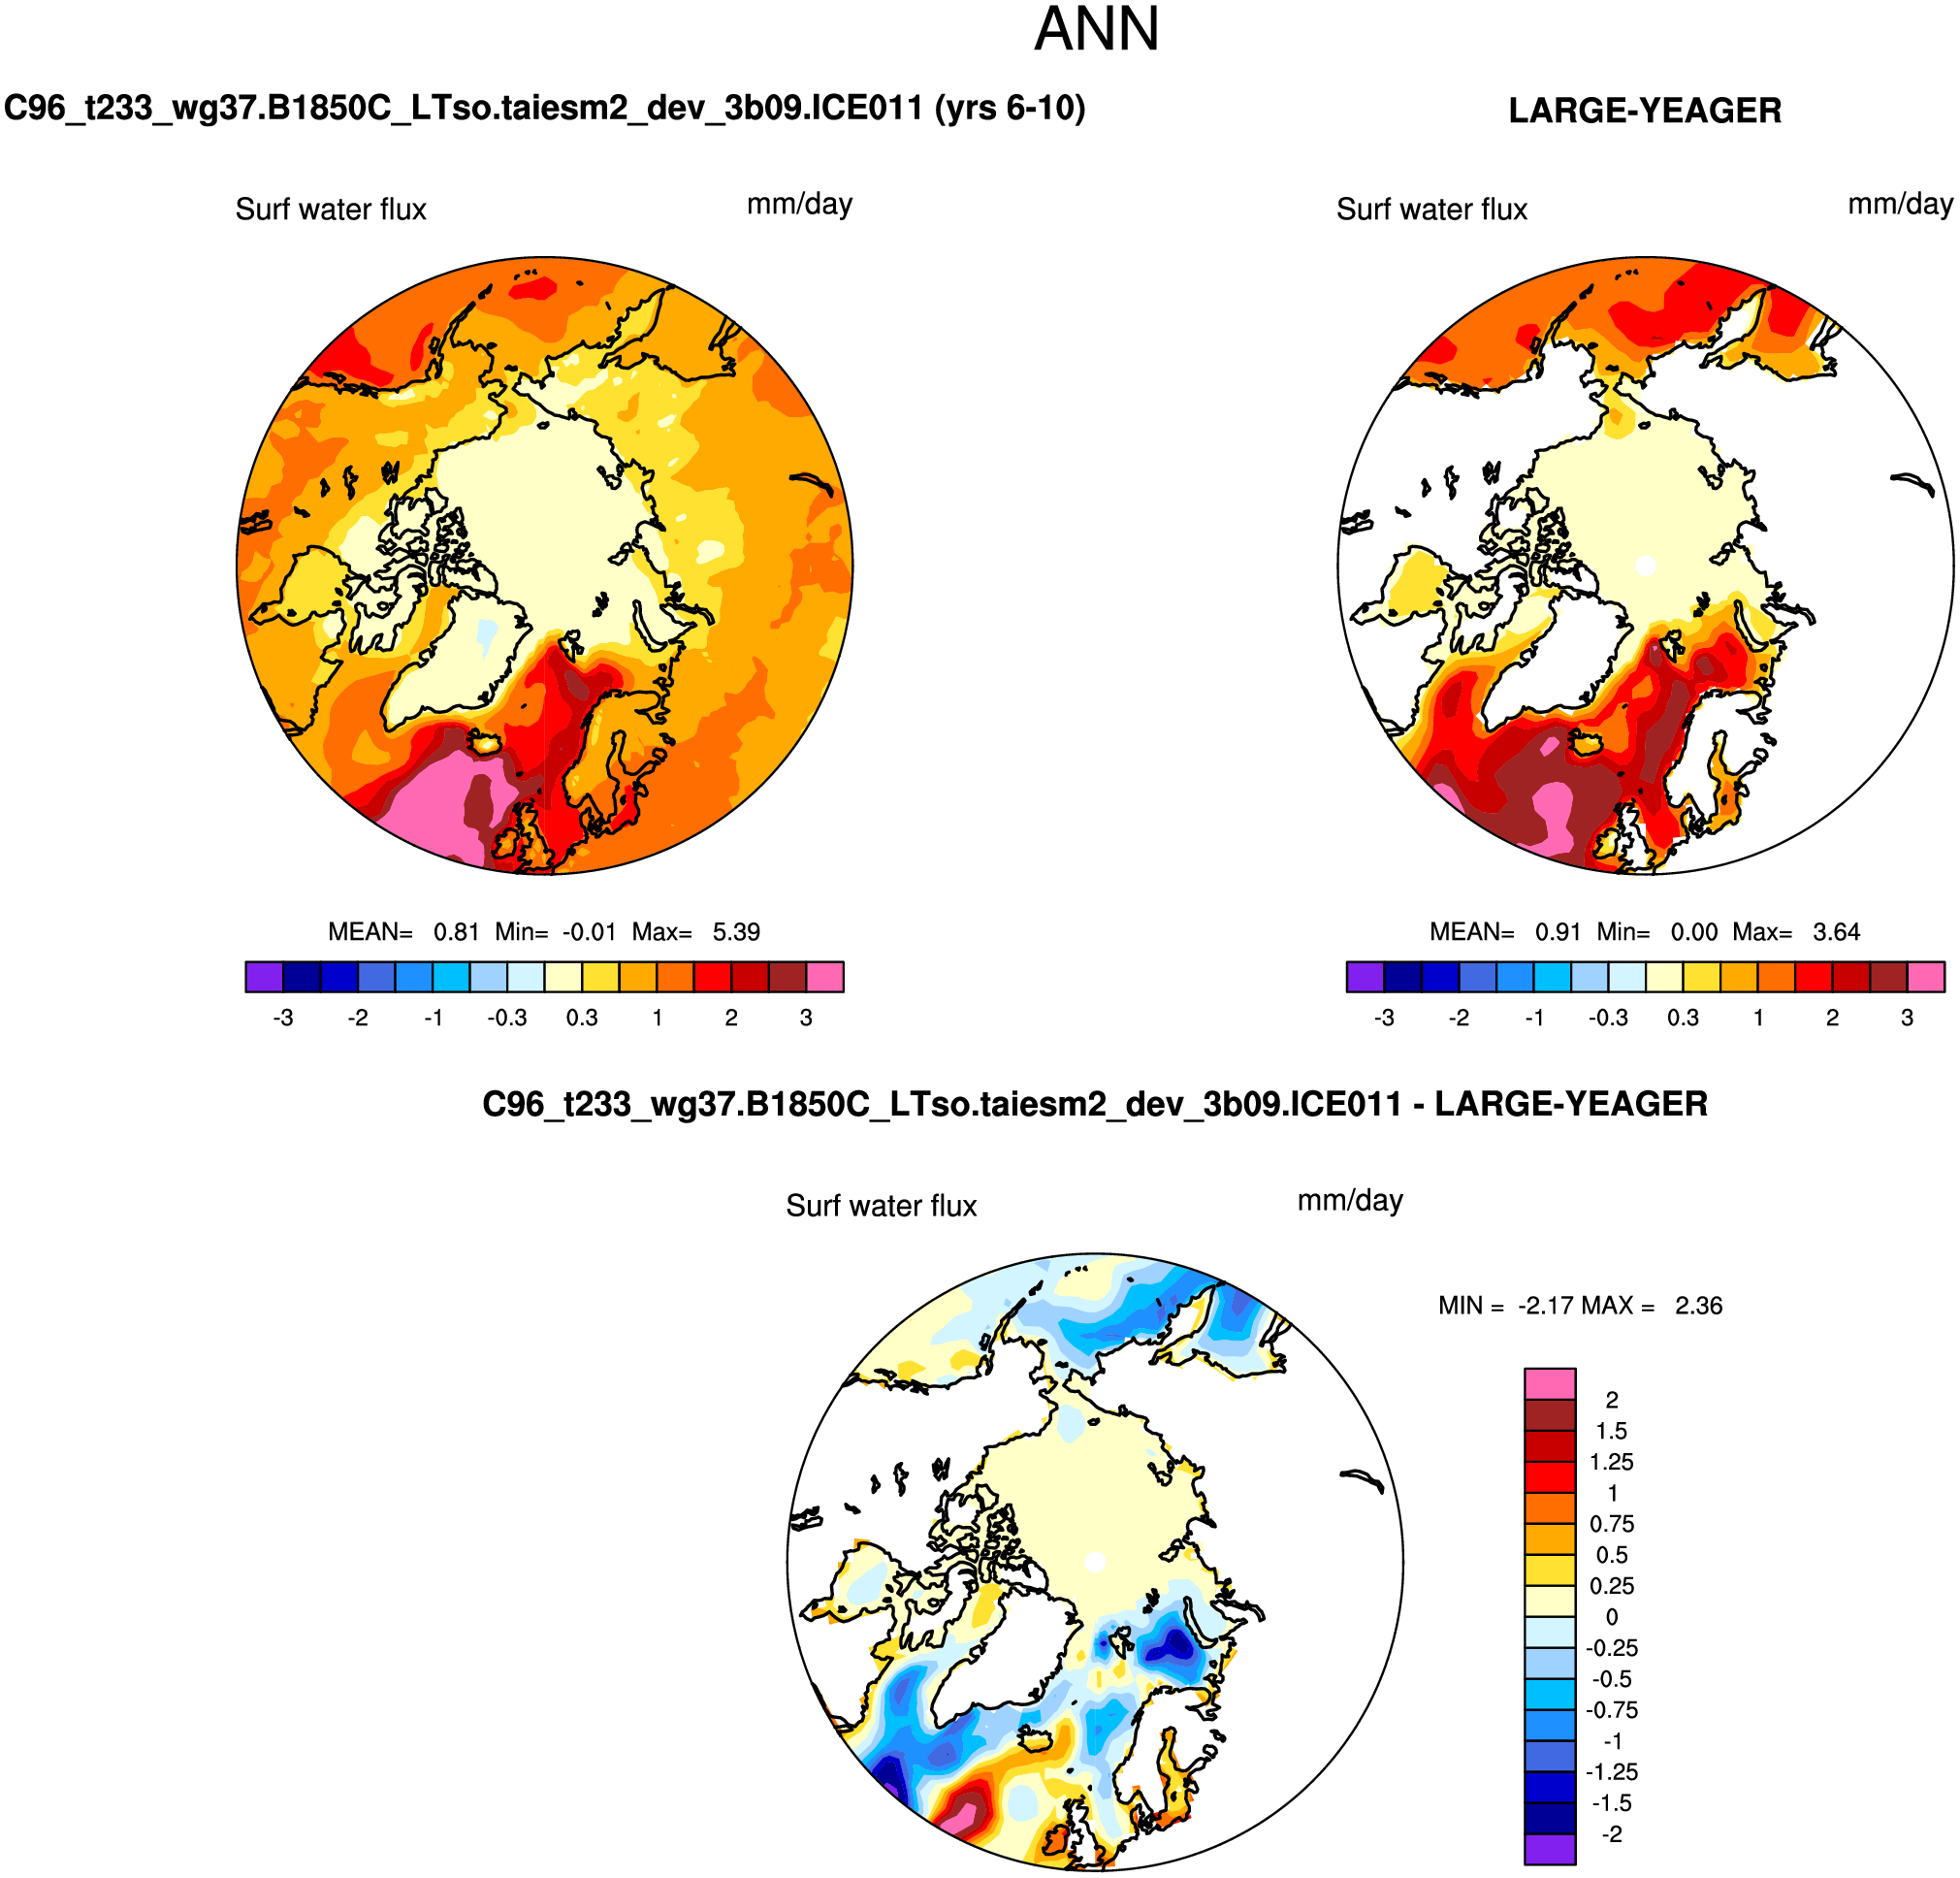 ANN
C96_t233_wg37.B1850C_LTso.taiesm2_dev_3b09.ICE011 (yrs 6-10)
LARGE-YEAGER
Surf water flux mm/day
Surf water flux mm/day
MEAN= 0.81 Min= -0.01 Max= 5.39
-3 -2 -1 -0.3 0.3 1 2 3
MEAN= 0.91 Min= 0.00 Max= 3.64
-3 -2 -1 -0.3 0.3 1 2 3
C96_t233_wg37.B1850C_LTso.taiesm2_dev_3b09.ICE011 - LARGE-YEAGER
Surf water flux mm/day
MIN = -2.17 MAX = 2.36
2
1.5
1.25
1
0.75
0.5
0.25
0
-0.25
-0.5
-0.75
-1
-1.25
-1.5
-2